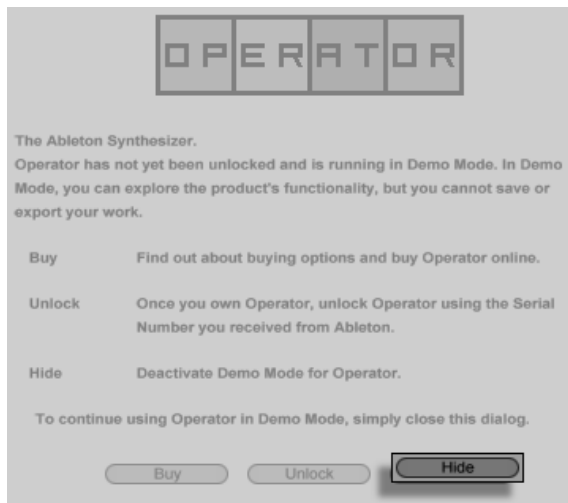 OPERATOR
The Ableton Synthesizer.
Operator has not yet been unlocked and is running in Demo Mode. In Demo
Mode, you can explore the product's functionality, but you cannot save or
export your work.
Buy Find out about buying options and buy Operator online.
Unlock Once you own Operator, unlock Operator using the Serial
Number you received from Ableton.
Hide Deactivate Demo Mode for Operator.
To continue using Operator in Demo Mode, simply close this dialog.
Buy Unlock Hide